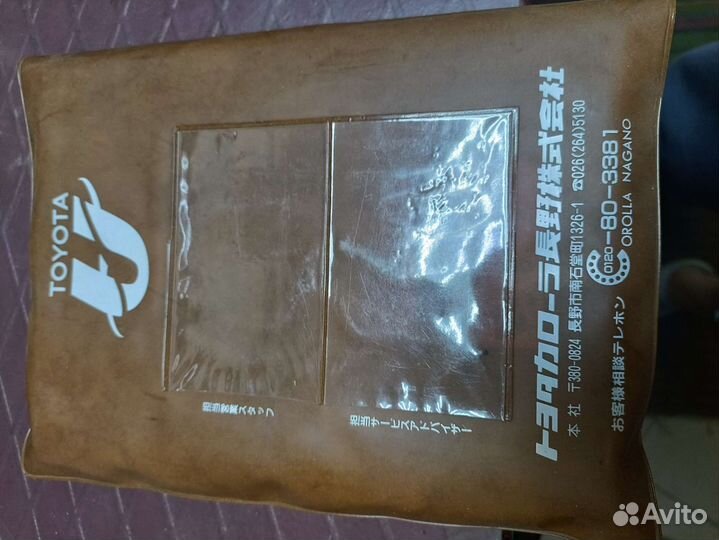 TOYOTA
担当営業スタッフ
担当サービスアドバイザー
トヨタカローラ長野株式会社
本社 〒380-0824 長野市南石堂町1326-1 ☎026(264)5130
お客様相談テレホン 0120-80-3381
OROLLA NAGANO
Avito